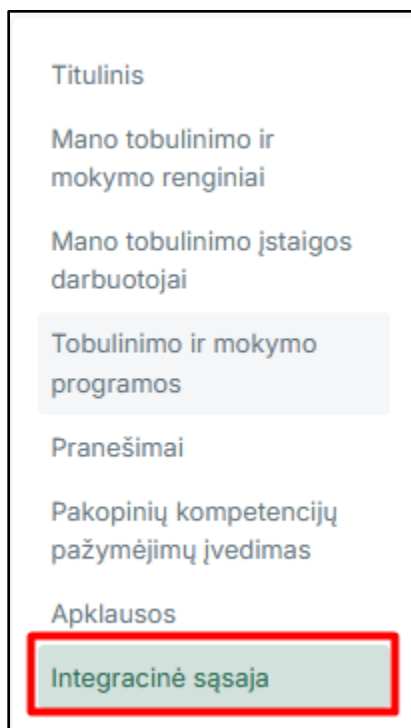 Titulinis
Mano tobulinimo ir
mokymo renginiai
Mano tobulinimo įstaigos
darbuotojai
Tobulinimo ir mokymo
programos
Pranešimai
Pakopinių kompetencijų
pažymėjimų įvedimas
Apklausos
Integracinė sąsaja